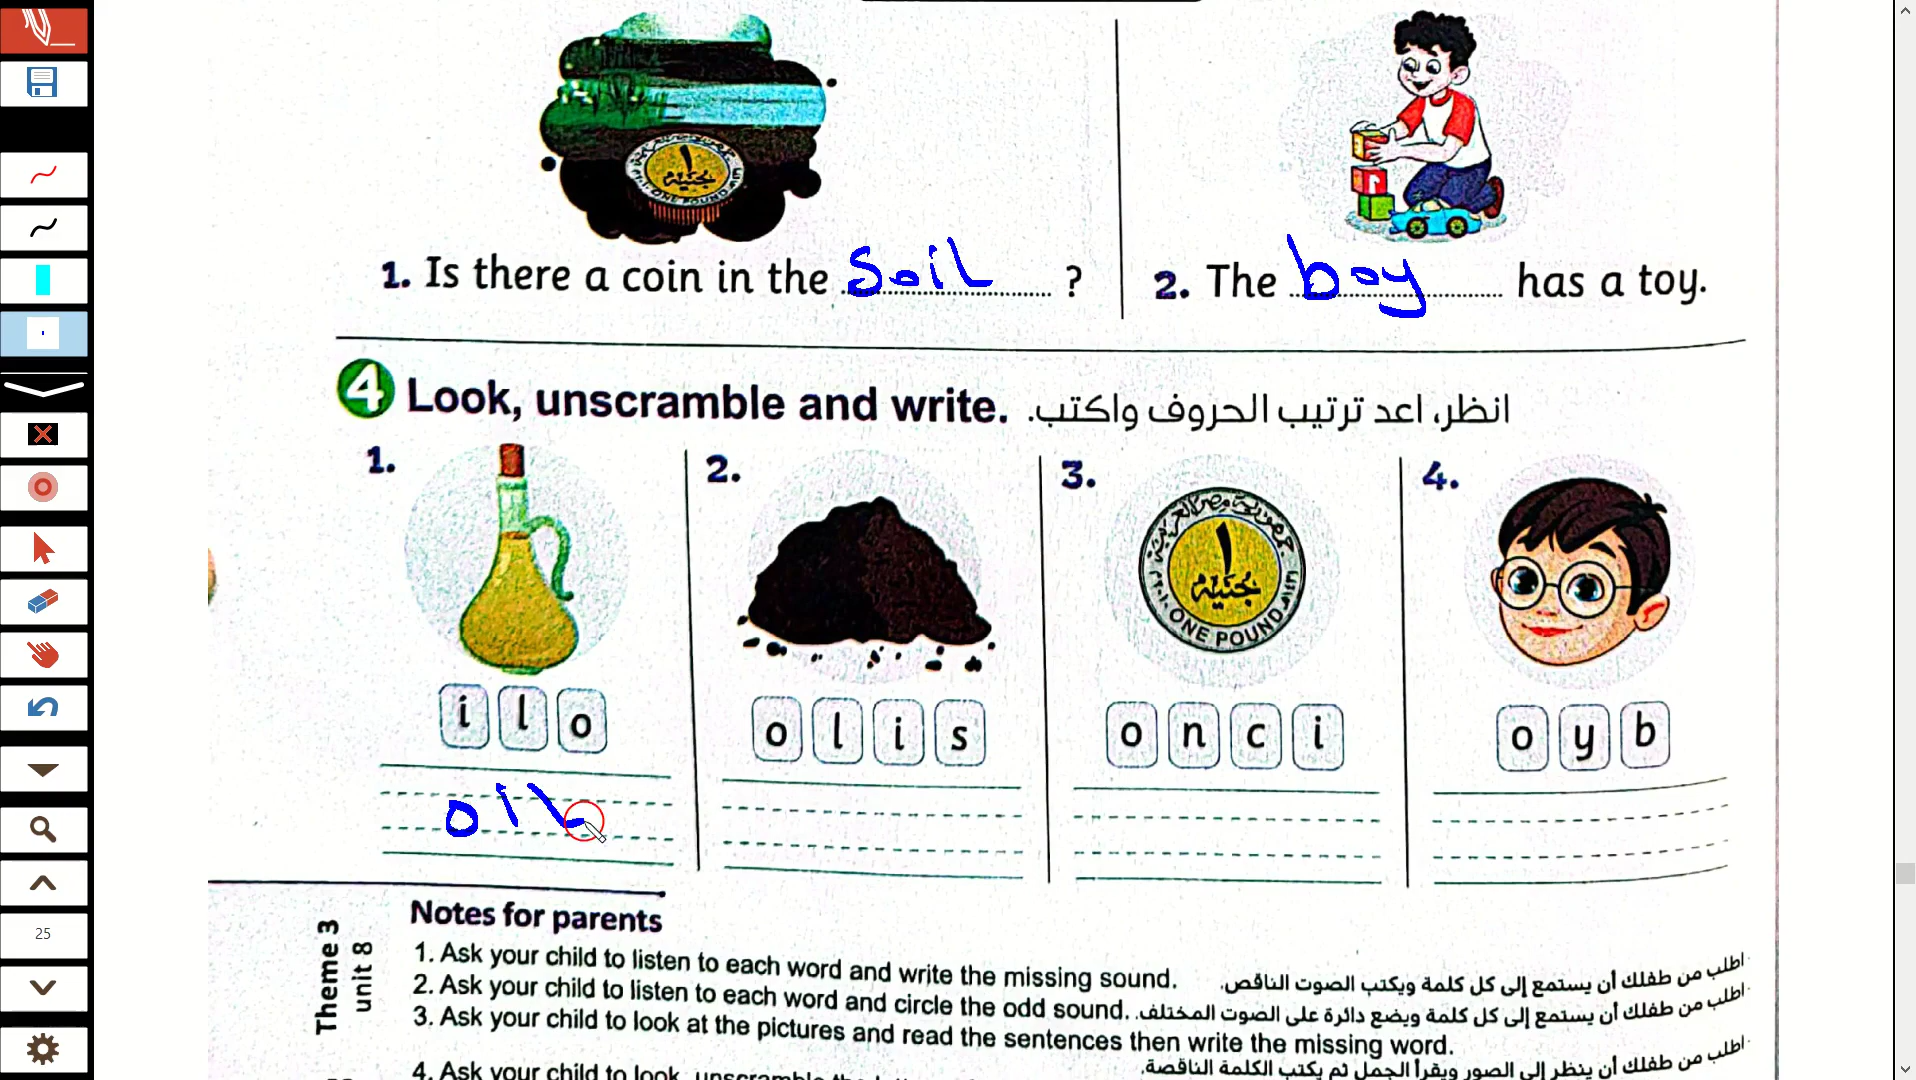 1. Is there a coin in the soil ?
2. The boy has a toy.
4 Look, unscramble and write. انظر، اعد ترتيب الحروف واكتب.
1.
2.
3.
4.
١ جنيه
ONE POUND
i l o
o l i s
o n c i
o y b
oil
Notes for parents
1. Ask your child to listen to each word and write the missing sound. اطلب من طفلك أن يستمع إلى كل كلمة ويكتب الصوت الناقص.
2. Ask your child to listen to each word and circle the odd sound. اطلب من طفلك أن يستمع إلى كل كلمة ويضع دائرة على الصوت المختلف.
3. Ask your child to look at the pictures and read the sentences then write the missing word.
اطلب من طفلك أن ينظر إلى الصور ويقرأ الجمل ثم يكتب الكلمة الناقصة.
4. Ask your child to look, unscramble the
Theme 3
unit 8
25